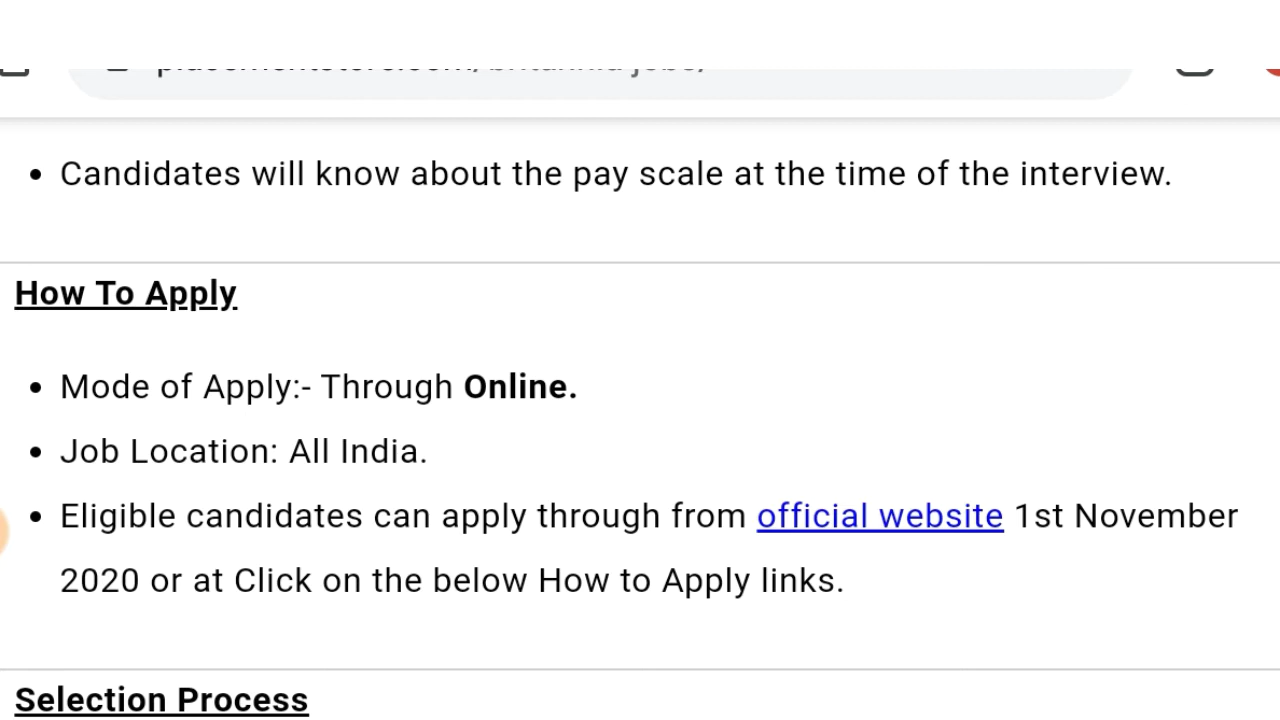 • Candidates will know about the pay scale at the time of the interview.
How To Apply
• Mode of Apply:- Through Online.
• Job Location: All India.
• Eligible candidates can apply through from official website 1st November
2020 or at Click on the below How to Apply links.
Selection Process